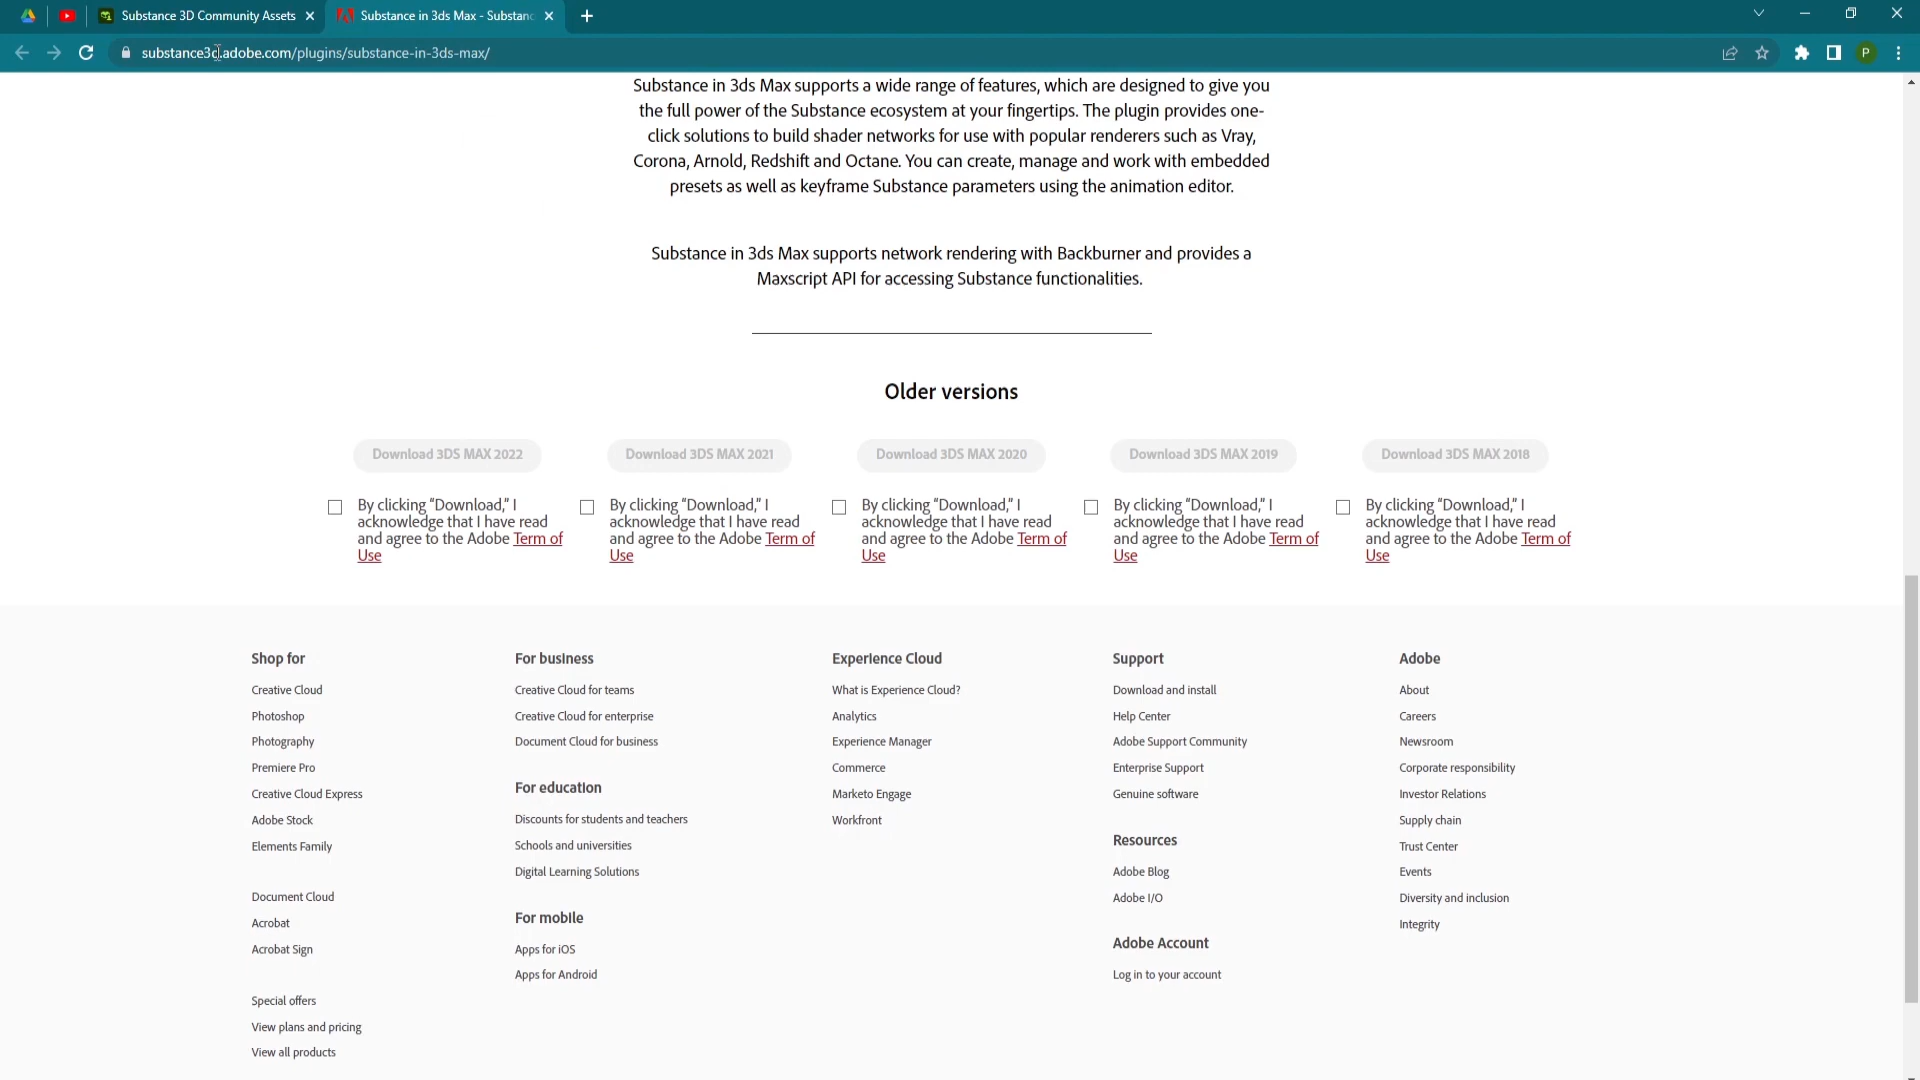 Substance 3D Community Assets
Substance in 3ds Max - Substanc
substance3d.adobe.com/plugins/substance-in-3ds-max/
P
Substance in 3ds Max supports a wide range of features, which are designed to give you
the full power of the Substance ecosystem at your fingertips. The plugin provides one-
click solutions to build shader networks for use with popular renderers such as Vray,
Corona, Arnold, Redshift and Octane. You can create, manage and work with embedded
presets as well as keyframe Substance parameters using the animation editor.
Substance in 3ds Max supports network rendering with Backburner and provides a
Maxscript API for accessing Substance functionalities.
Older versions
Download 3DS MAX 2022
By clicking “Download,” I
acknowledge that I have read
and agree to the Adobe Term of
Use
Download 3DS MAX 2021
By clicking “Download,” I
acknowledge that I have read
and agree to the Adobe Term of
Use
Download 3DS MAX 2020
By clicking “Download,” I
acknowledge that I have read
and agree to the Adobe Term of
Use
Download 3DS MAX 2019
By clicking “Download,” I
acknowledge that I have read
and agree to the Adobe Term of
Use
Download 3DS MAX 2018
By clicking “Download,” I
acknowledge that I have read
and agree to the Adobe Term of
Use
Shop for
Creative Cloud
Photoshop
Photography
Premiere Pro
Creative Cloud Express
Adobe Stock
Elements Family
Document Cloud
Acrobat
Acrobat Sign
Special offers
View plans and pricing
View all products
For business
Creative Cloud for teams
Creative Cloud for enterprise
Document Cloud for business
For education
Discounts for students and teachers
Schools and universities
Digital Learning Solutions
For mobile
Apps for iOS
Apps for Android
Experience Cloud
What is Experience Cloud?
Analytics
Experience Manager
Commerce
Marketo Engage
Workfront
Support
Download and install
Help Center
Adobe Support Community
Enterprise Support
Genuine software
Resources
Adobe Blog
Adobe I/O
Adobe Account
Log in to your account
Adobe
About
Careers
Newsroom
Corporate responsibility
Investor Relations
Supply chain
Trust Center
Events
Diversity and inclusion
Integrity